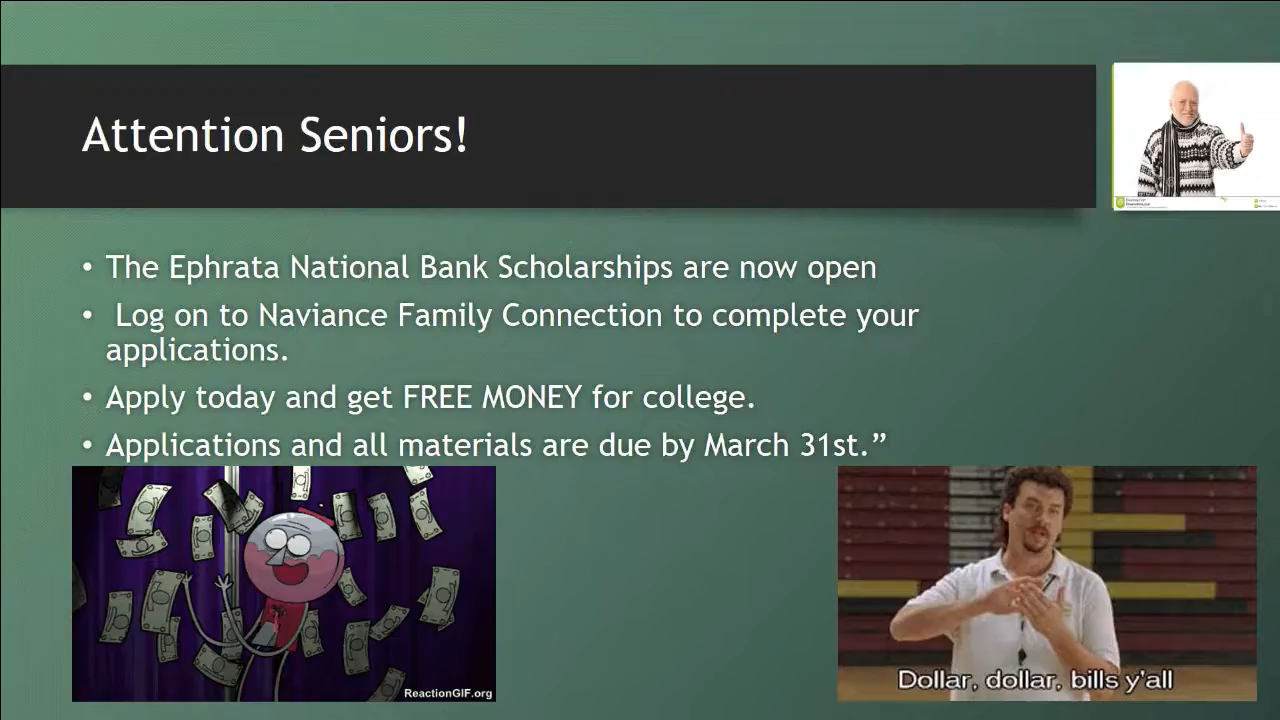 Attention Seniors!
• The Ephrata National Bank Scholarships are now open
• Log on to Naviance Family Connection to complete your
applications.
• Apply today and get FREE MONEY for college.
• Applications and all materials are due by March 31st.”
ReactionGIF.org
Dollar, dollar, bills y'all